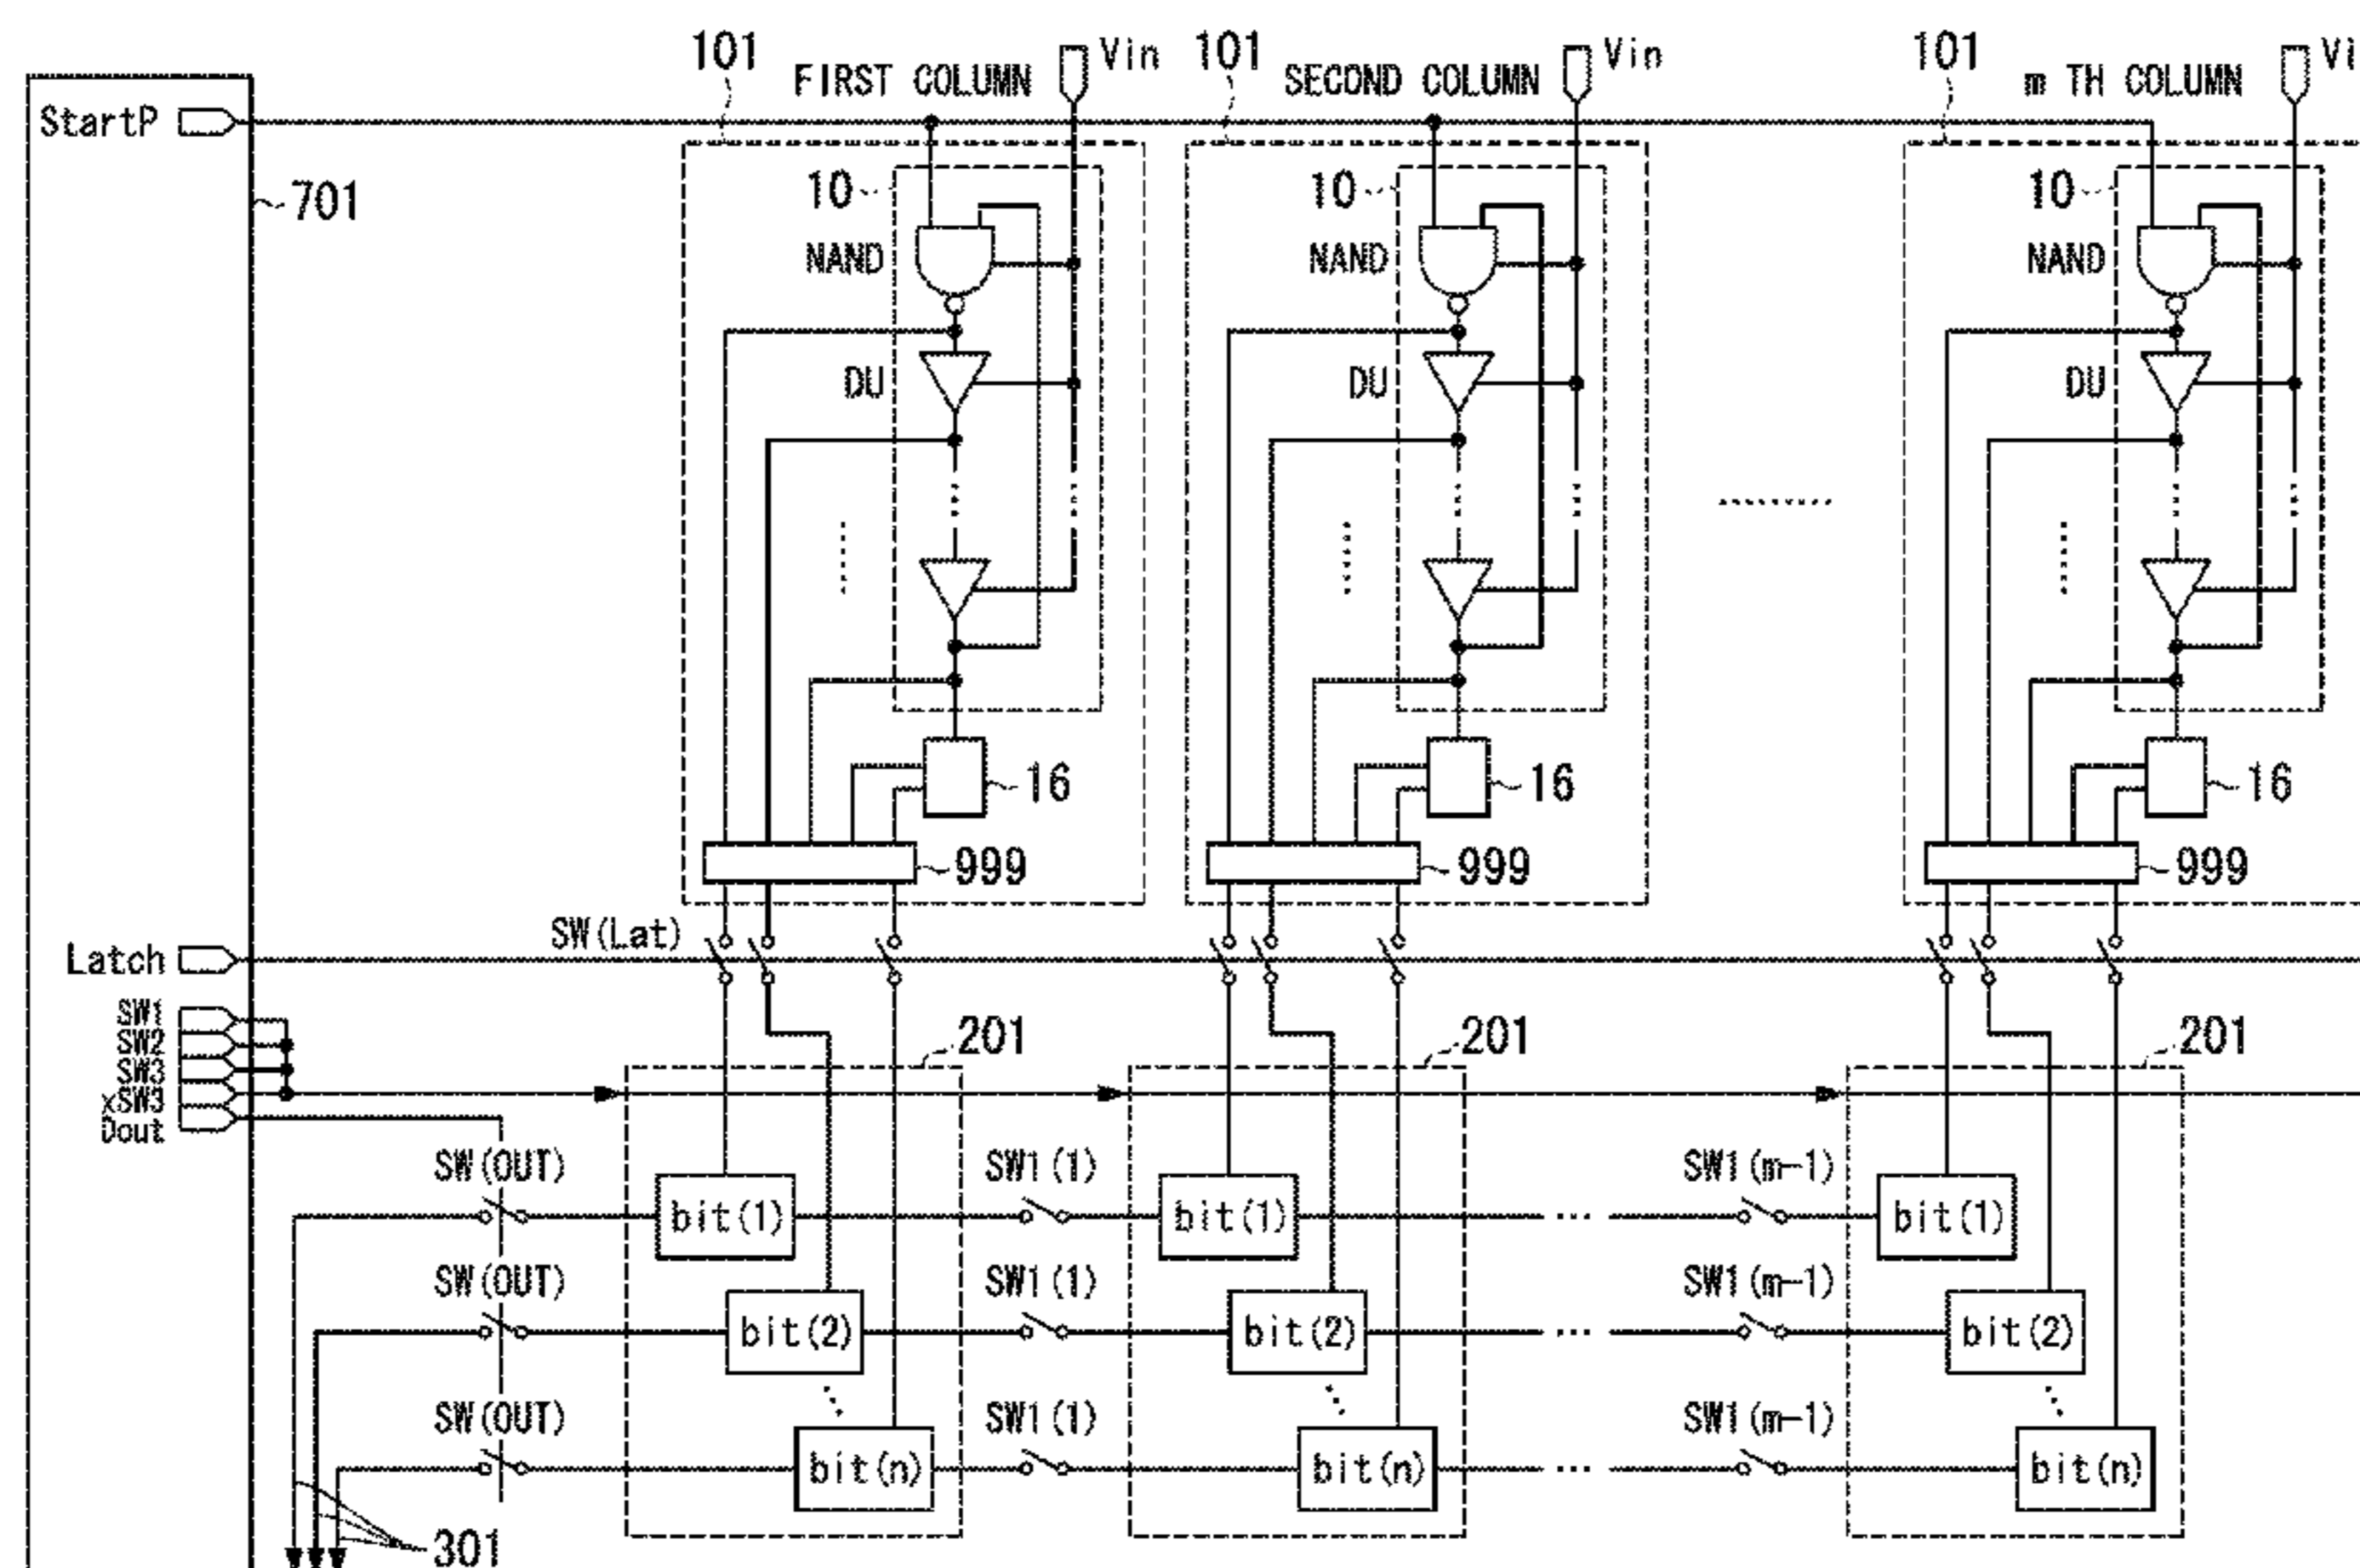 101 FIRST COLUMN Vin 101 SECOND COLUMN Vin 101 m TH COLUMN Vi
StartP
701
10 10 10
NAND NAND NAND
DU DU DU
16 16 16
999 999 999
Latch SW(Lat)
SW1
SW2
SW3
xSW3
Dout
201 201 201
SW(OUT) SW1(1) SW1(m-1)
bit(1) bit(1) ... bit(1)
SW(OUT) SW1(1) SW1(m-1)
bit(2) bit(2) ... bit(2)
SW(OUT) SW1(1) SW1(m-1)
bit(n) bit(n) ... bit(n)
301